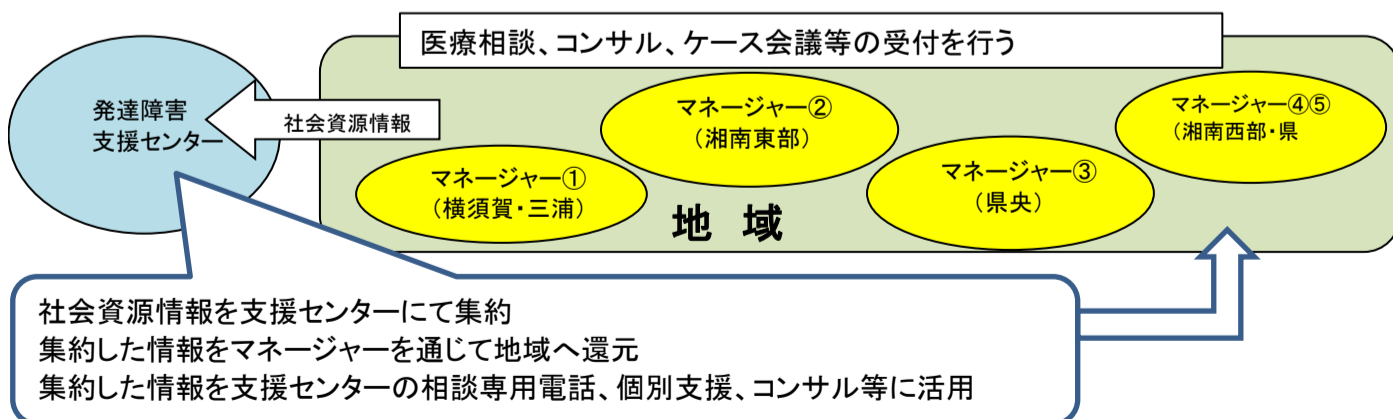 医療相談、コンサル、ケース会議等の受付を行う
発達障害
支援センター
社会資源情報
マネージャー①
(横須賀・三浦)
マネージャー②
(湘南東部)
マネージャー③
(県央)
マネージャー④⑤
(湘南西部・県
地 域
社会資源情報を支援センターにて集約
集約した情報をマネージャーを通じて地域へ還元
集約した情報を支援センターの相談専用電話、個別支援、コンサル等に活用